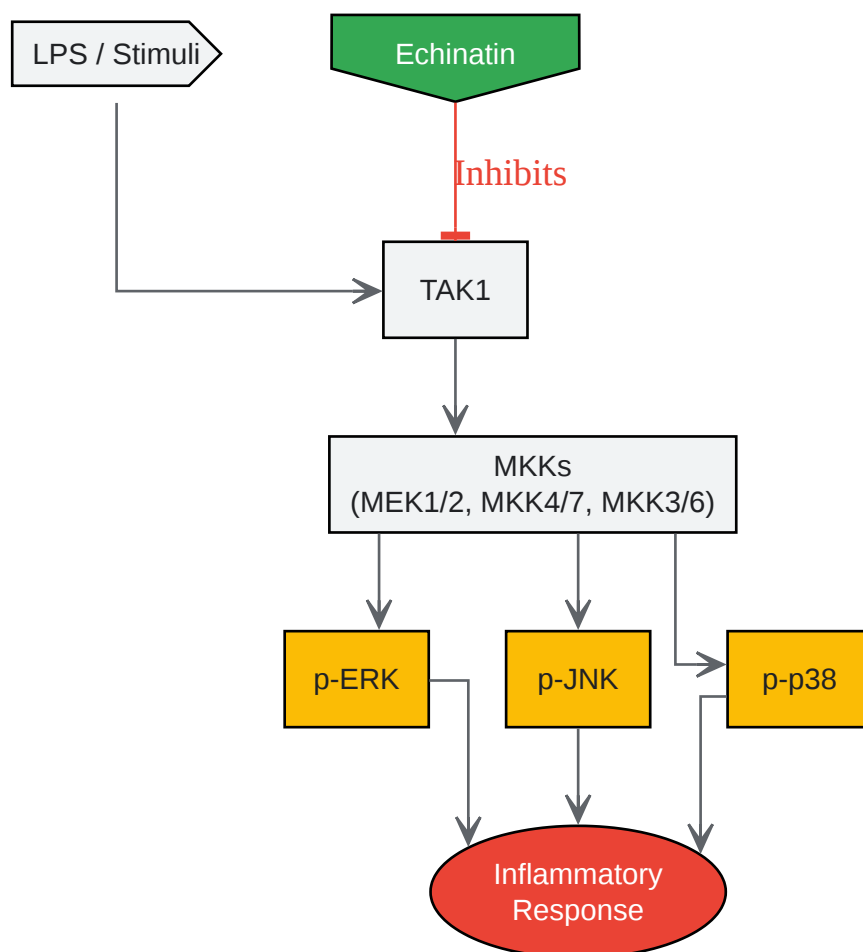 LPS / Stimuli
Echinatin
Inhibits
TAK1
MKKs
(MEK1/2, MKK4/7, MKK3/6)
p-ERK
p-JNK
p-p38
Inflammatory
Response